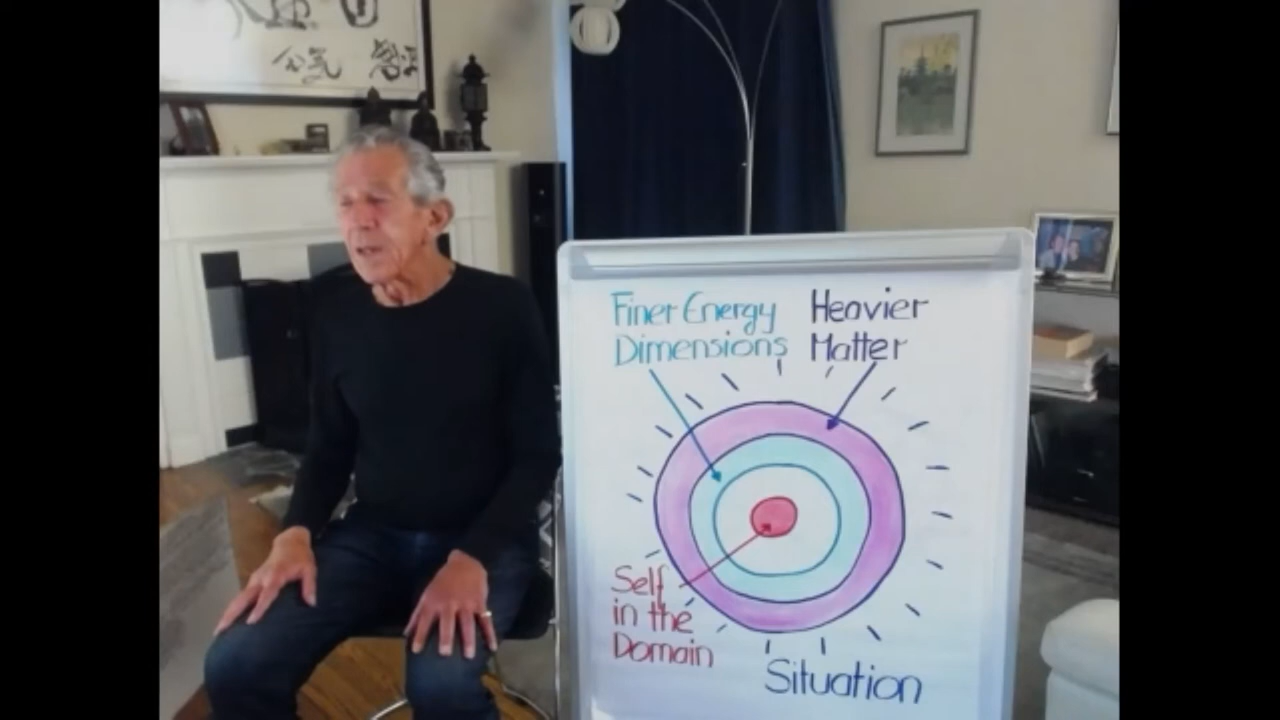 Finer Energy
Dimensions
Heavier
Matter
Self
in the
Domain
Situation